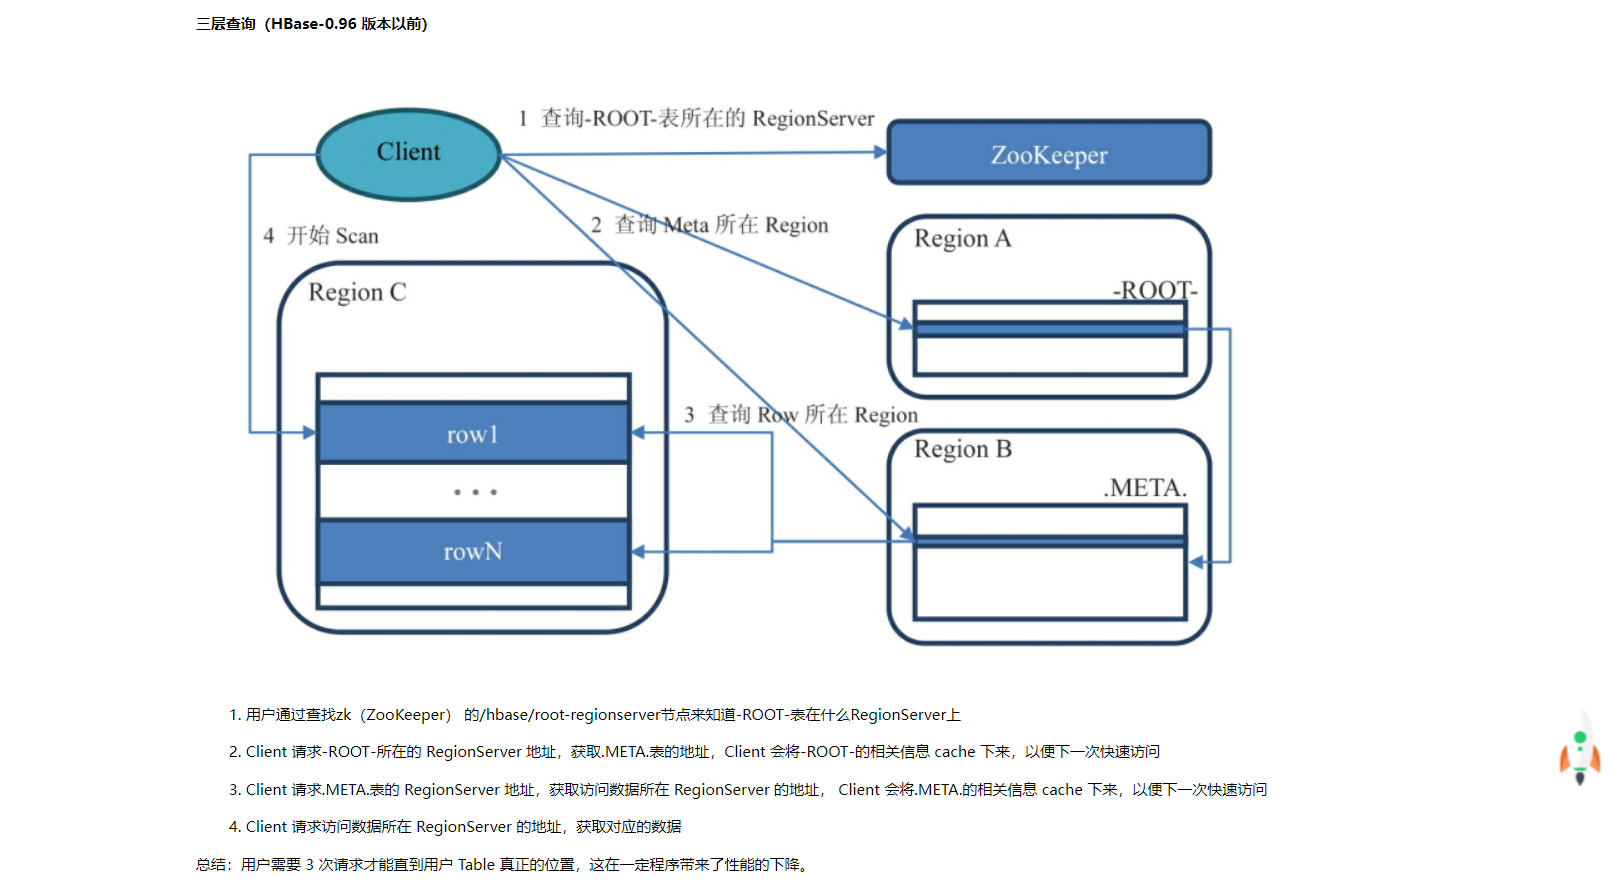 三层查询（HBase-0.96 版本以前）
1 查询-ROOT-表所在的 RegionServer
Client
ZooKeeper
2 查询 Meta 所在 Region
4 开始 Scan
Region A
Region C
-ROOT-
3 查询 Row 所在 Region
row1
Region B
.META.
...
rowN
1. 用户通过查找zk（ZooKeeper） 的/hbase/root-regionserver节点来知道-ROOT-表在什么RegionServer上
2. Client 请求-ROOT-所在的 RegionServer 地址，获取.META.表的地址，Client 会将-ROOT-的相关信息 cache 下来，以便下一次快速访问
3. Client 请求.META.表的 RegionServer 地址，获取访问数据所在 RegionServer 的地址， Client 会将.META.的相关信息 cache 下来，以便下一次快速访问
4. Client 请求访问数据所在 RegionServer 的地址，获取对应的数据
总结：用户需要 3 次请求才能直到用户 Table 真正的位置，这在一定程序带来了性能的下降。